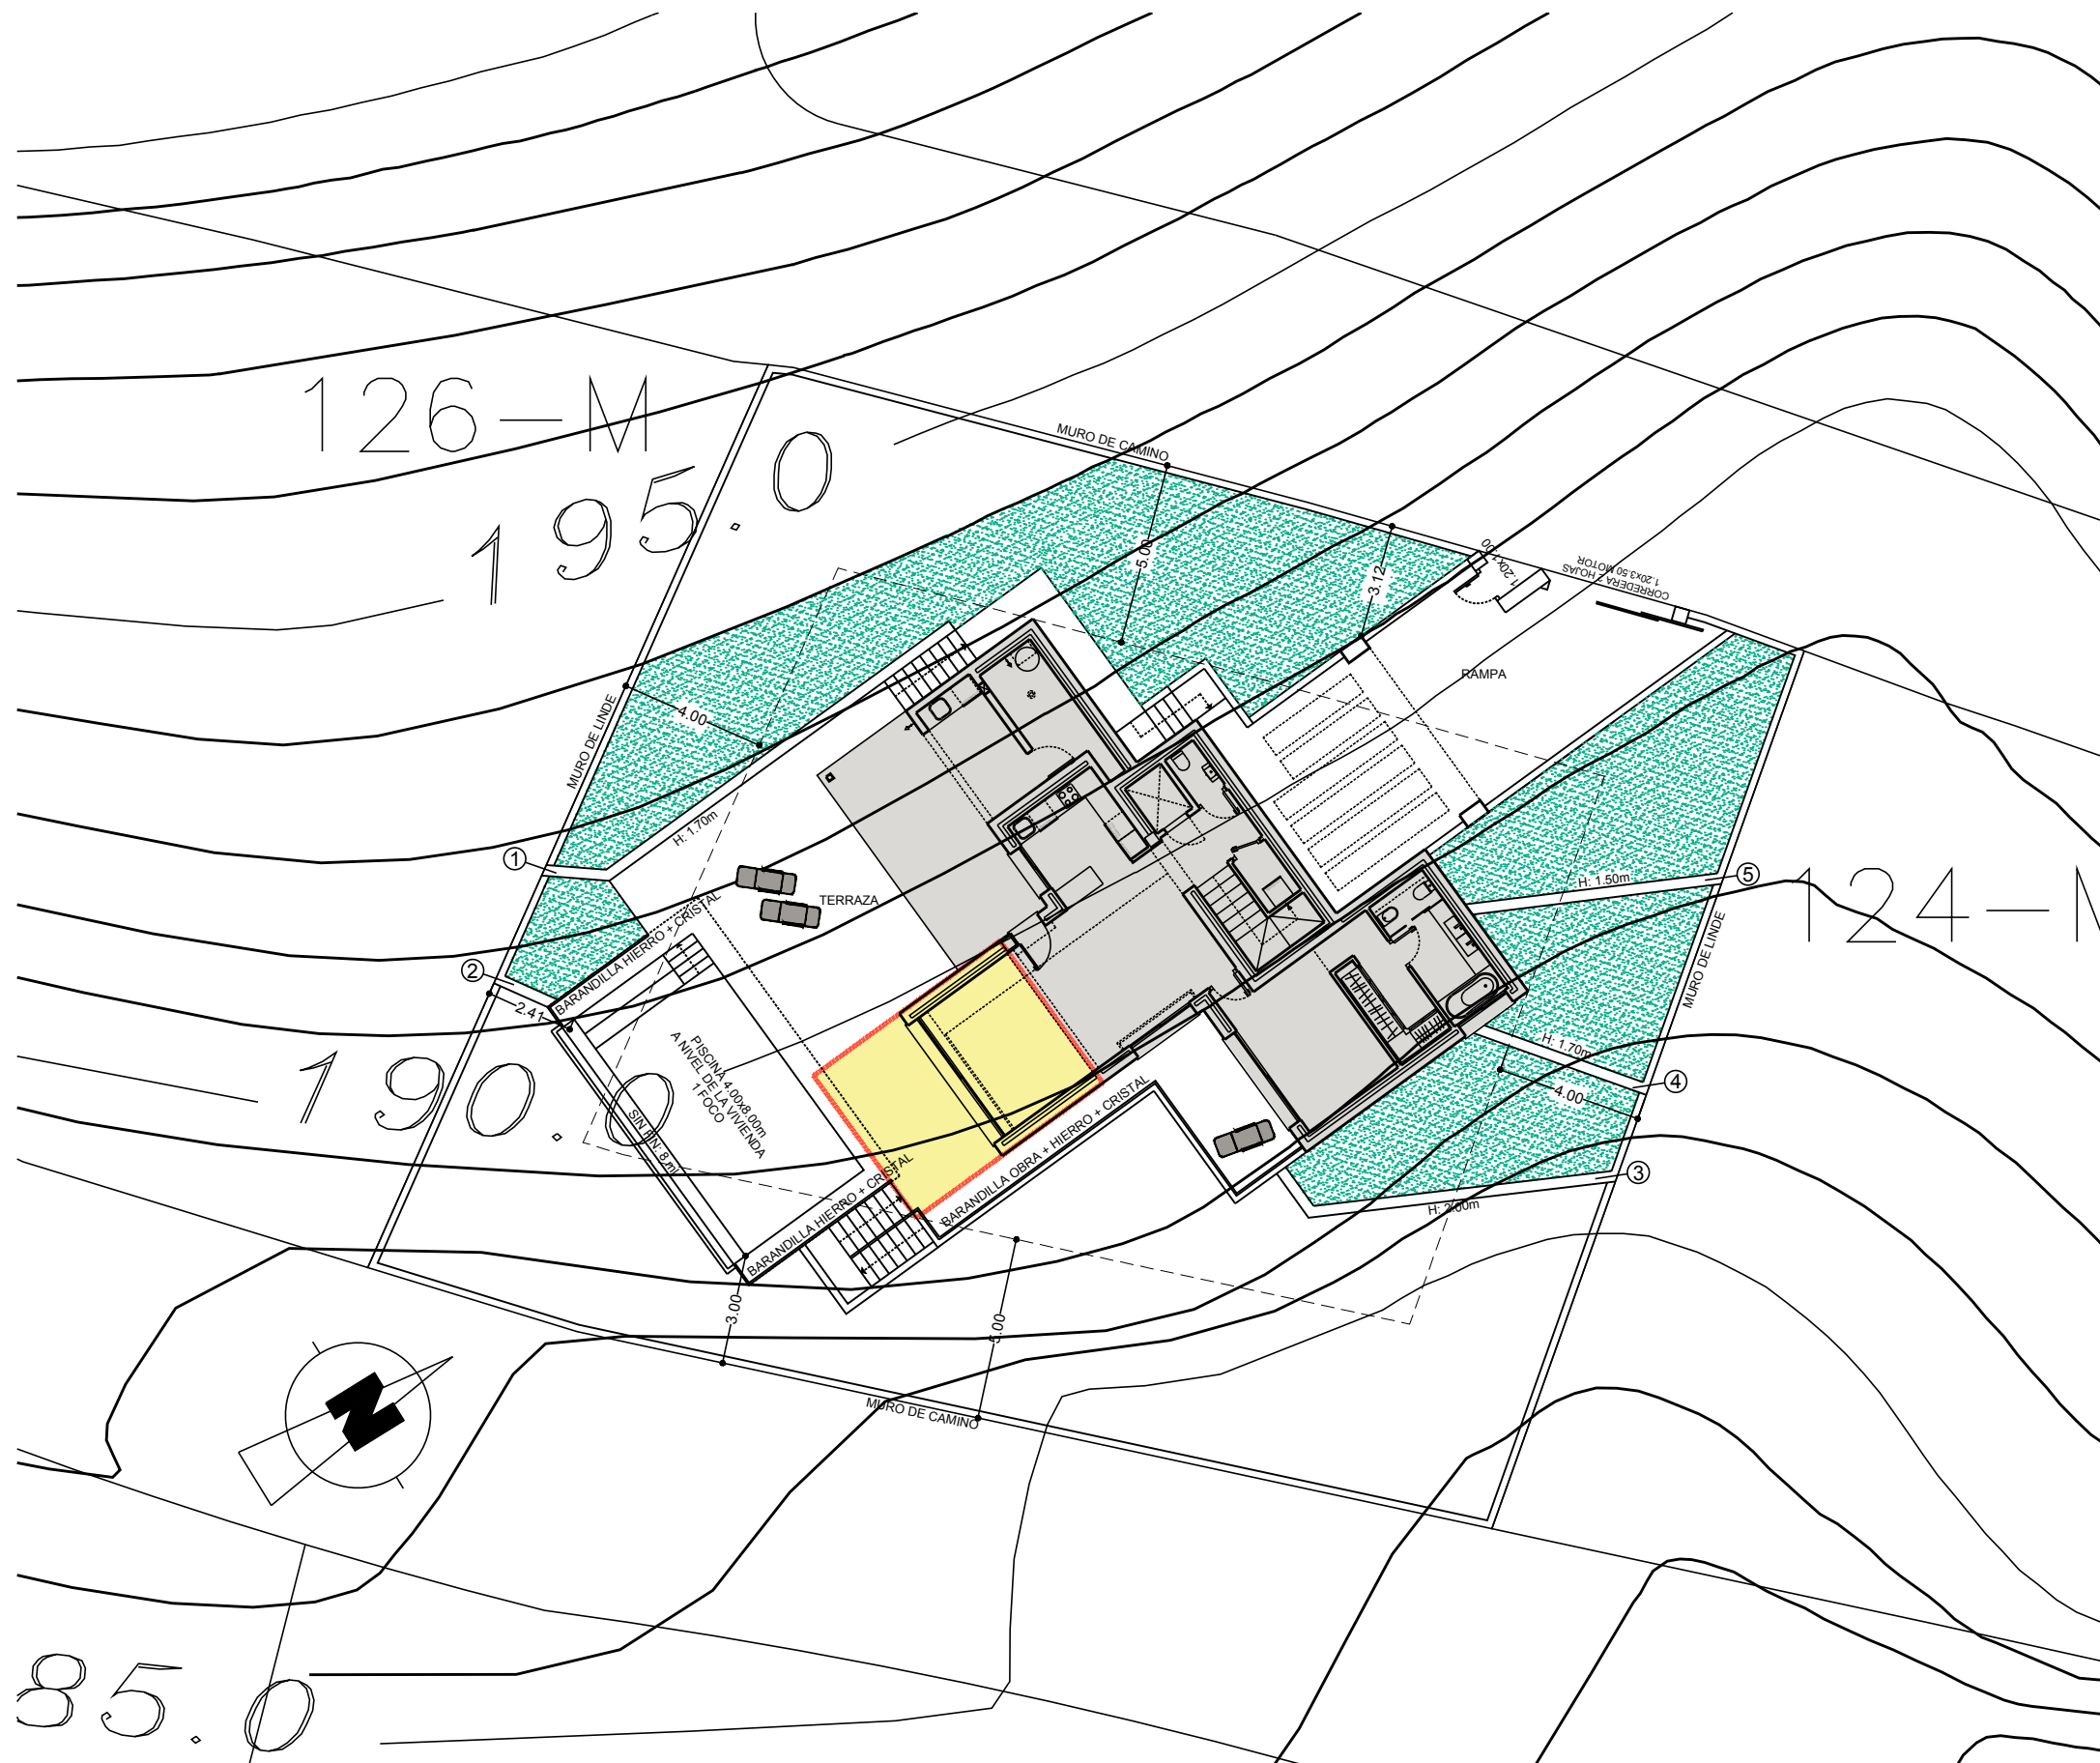 126-M
195.0
MURO DE CAMINO
5.00
3.12
1.20x1.00
CORREDERA 2 HOJAS
1.20x3.50 MOTOR
RAMPA
4.00
MURO DE LINDE
H: 1.70m
1
TERRAZA
H: 1.50m
5
124-
2
BARANDILLA HIERRO + CRISTAL
2.41
MURO DE LINDE
190.0
PISCINA 4.00x8.00m
A NIVEL DE LA VIVIENDA
1 FOCO
SIN FIN: 8 ml
H: 1.70m
4
4.00
3
H: 2.00m
BARANDILLA HIERRO + CRISTAL
BARANDILLA OBRA + HIERRO + CRISTAL
3.00
5.00
MURO DE CAMINO
N
85.0